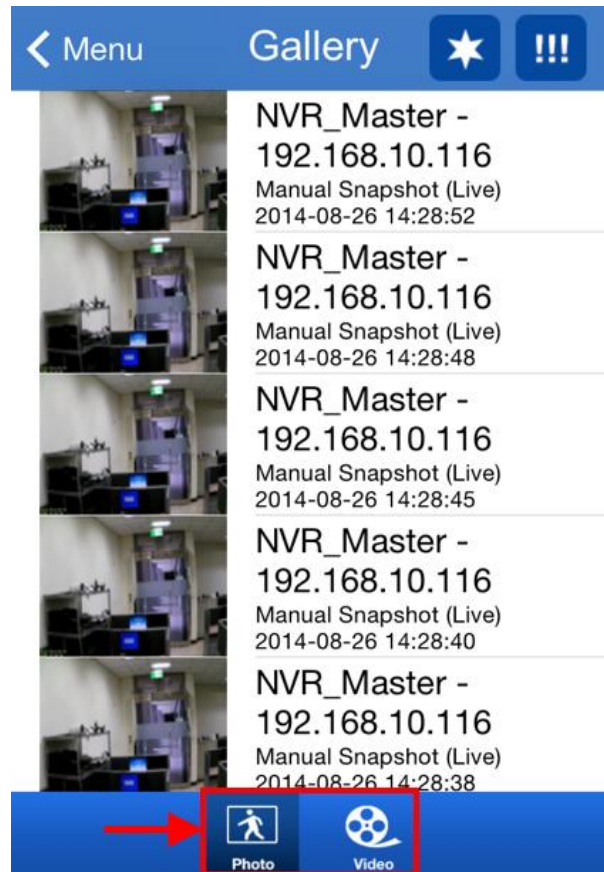 Menu Gallery !!!
NVR_Master -
192.168.10.116
Manual Snapshot (Live)
2014-08-26 14:28:52
NVR_Master -
192.168.10.116
Manual Snapshot (Live)
2014-08-26 14:28:48
NVR_Master -
192.168.10.116
Manual Snapshot (Live)
2014-08-26 14:28:45
NVR_Master -
192.168.10.116
Manual Snapshot (Live)
2014-08-26 14:28:40
NVR_Master -
192.168.10.116
Manual Snapshot (Live)
2014-08-26 14:28:38
Photo Video